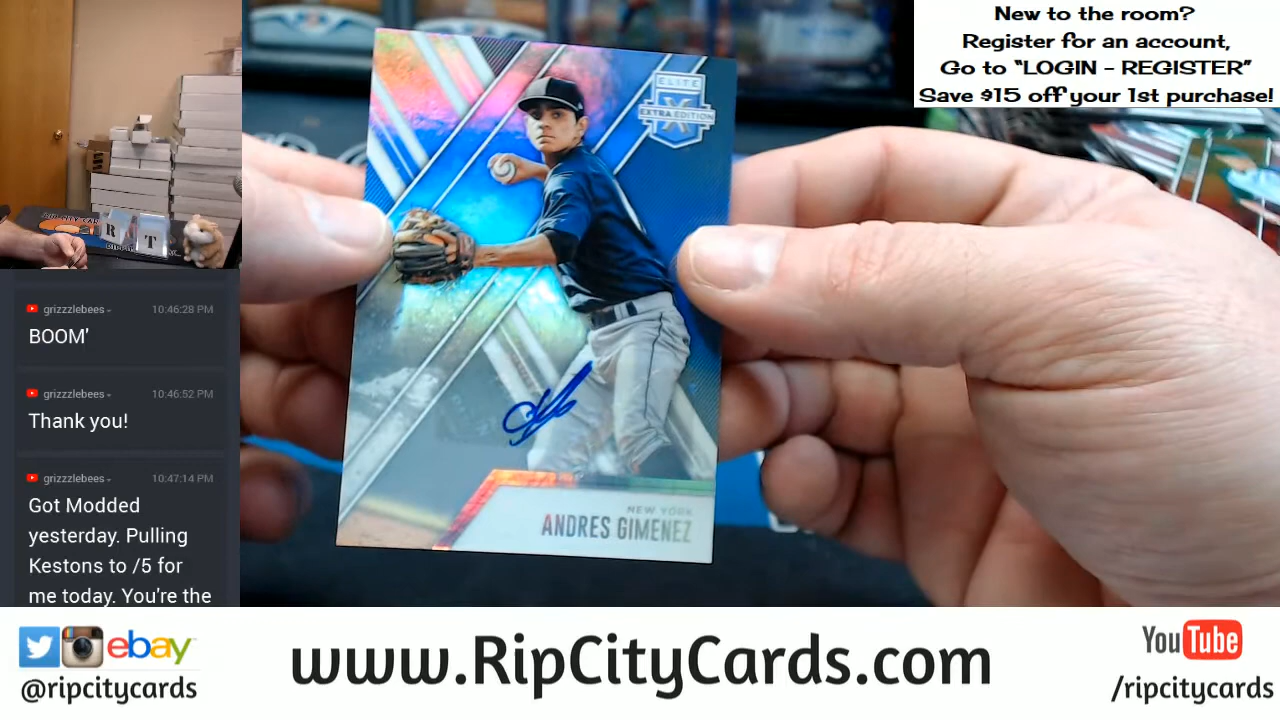 New to the room?
Register for an account,
Go to "LOGIN - REGISTER"
Save $15 off your 1st purchase!
ELITE
EXTRA EDITION
X
R T
grizzzlebees
10:46:28 PM
BOOM'
grizzzlebees
10:46:52 PM
Thank you!
grizzzlebees
10:47:14 PM
Got Modded
yesterday. Pulling
Kestons to /5 for
me today. You're the
NEW YORK
ANDRES GIMENEZ
ebay
@ripcitycards
www.RipCityCards.com
YouTube
/ripcitycards